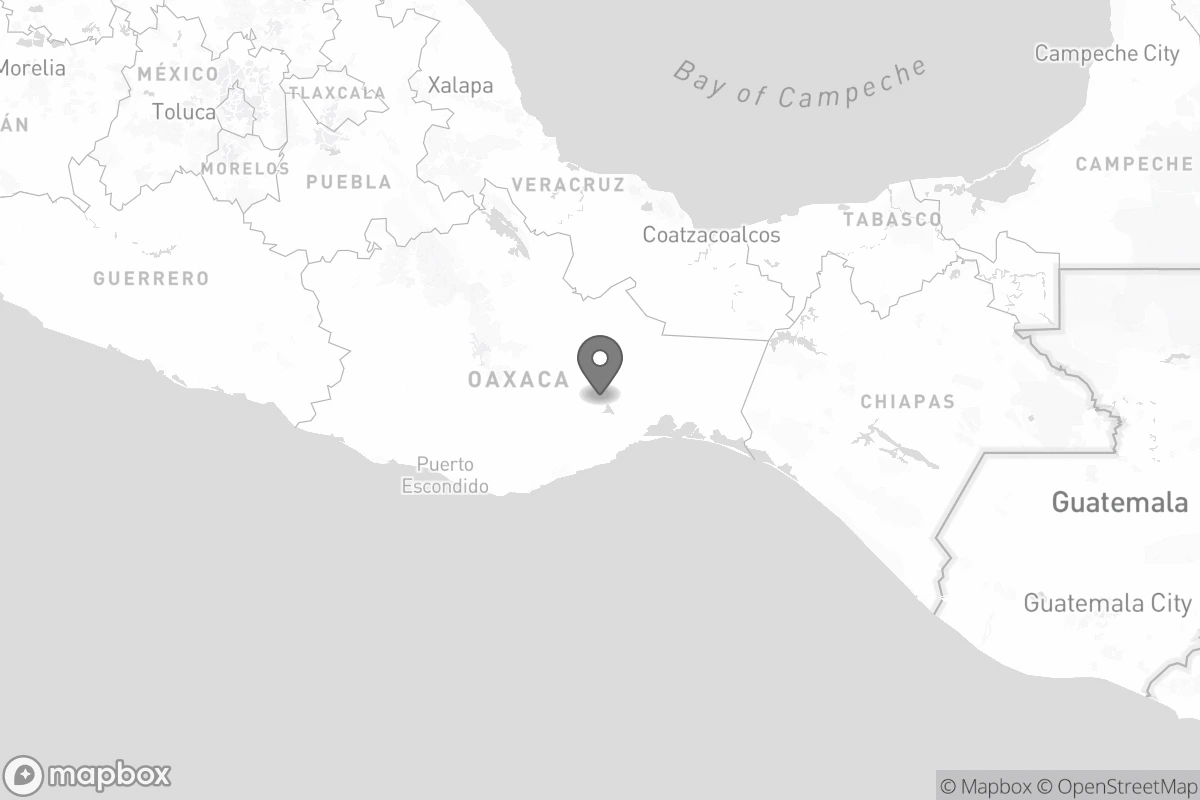 Bay of Campeche
Campeche City
Morelia
MÉXICO
Xalapa
TLAXCALA
Toluca
ÁN
CAMPECHE
MORELOS
PUEBLA
VERACRUZ
TABASCO
Coatzacoalcos
GUERRERO
OAXACA
CHIAPAS
Puerto
Escondido
Guatemala
Guatemala City
mapbox
© Mapbox © OpenStreetMap